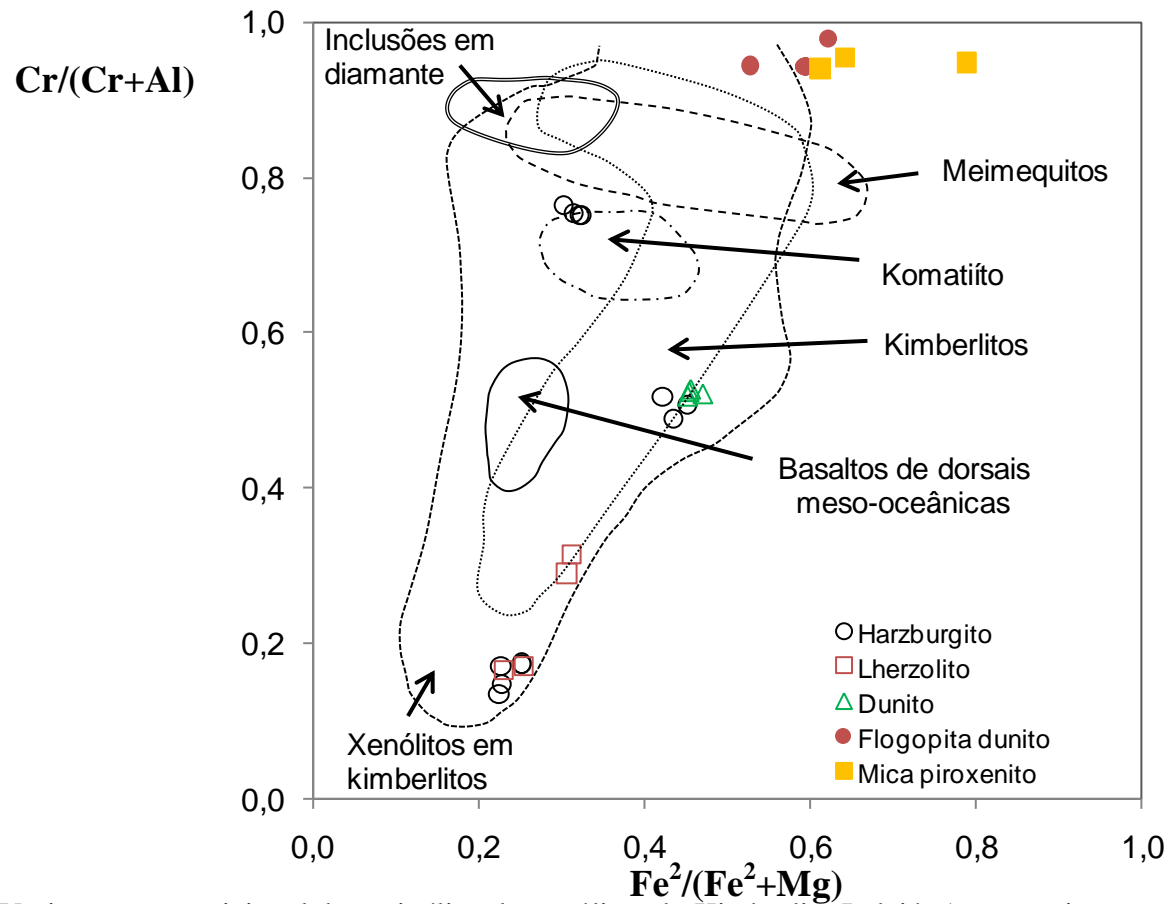 1,0
Inclusões em
diamante
Cr/(Cr+Al)
0,8
Meimequitos
Komatiíto
0,6
Kimberlitos
Basaltos de dorsais
meso-oceânicas
0,4
Harzburgito
0,2
Lherzolito
Dunito
Xenólitos em
kimberlitos
Flogopita dunito
Mica piroxenito
0,0
0,0 0,2 0,4 0,6 0,8 1,0
Fe²/(Fe²+Mg)